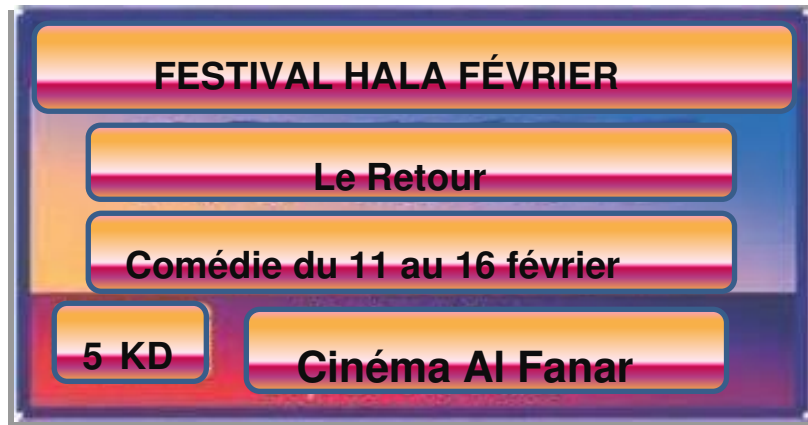 FESTIVAL HALA FÉVRIER
Le Retour
Comédie du 11 au 16 février
5 KD
Cinéma Al Fanar